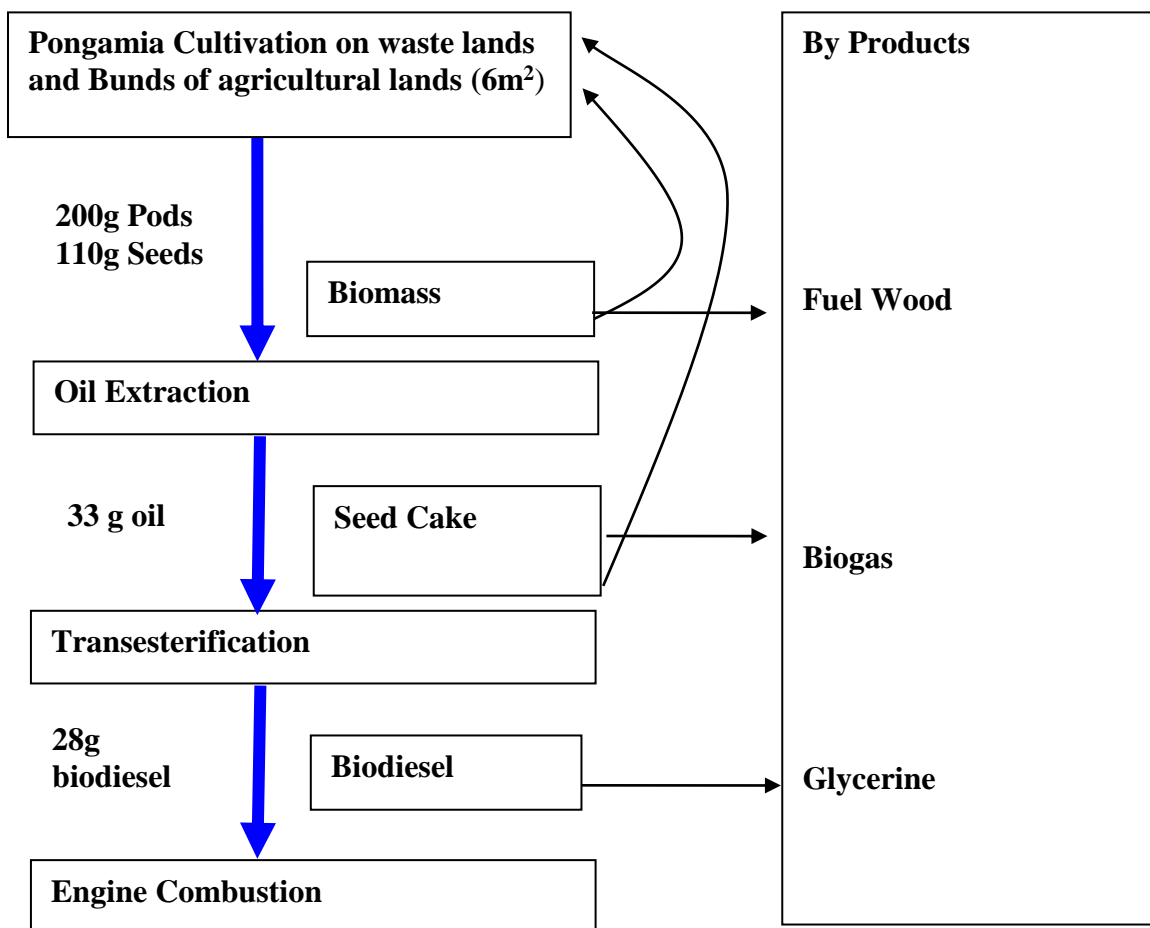 Pongamia Cultivation on waste lands
and Bunds of agricultural lands (6m²)
By Products
200g Pods
110g Seeds
Biomass
Fuel Wood
Oil Extraction
33 g oil
Seed Cake
Biogas
Transesterification
28g
biodiesel
Biodiesel
Glycerine
Engine Combustion